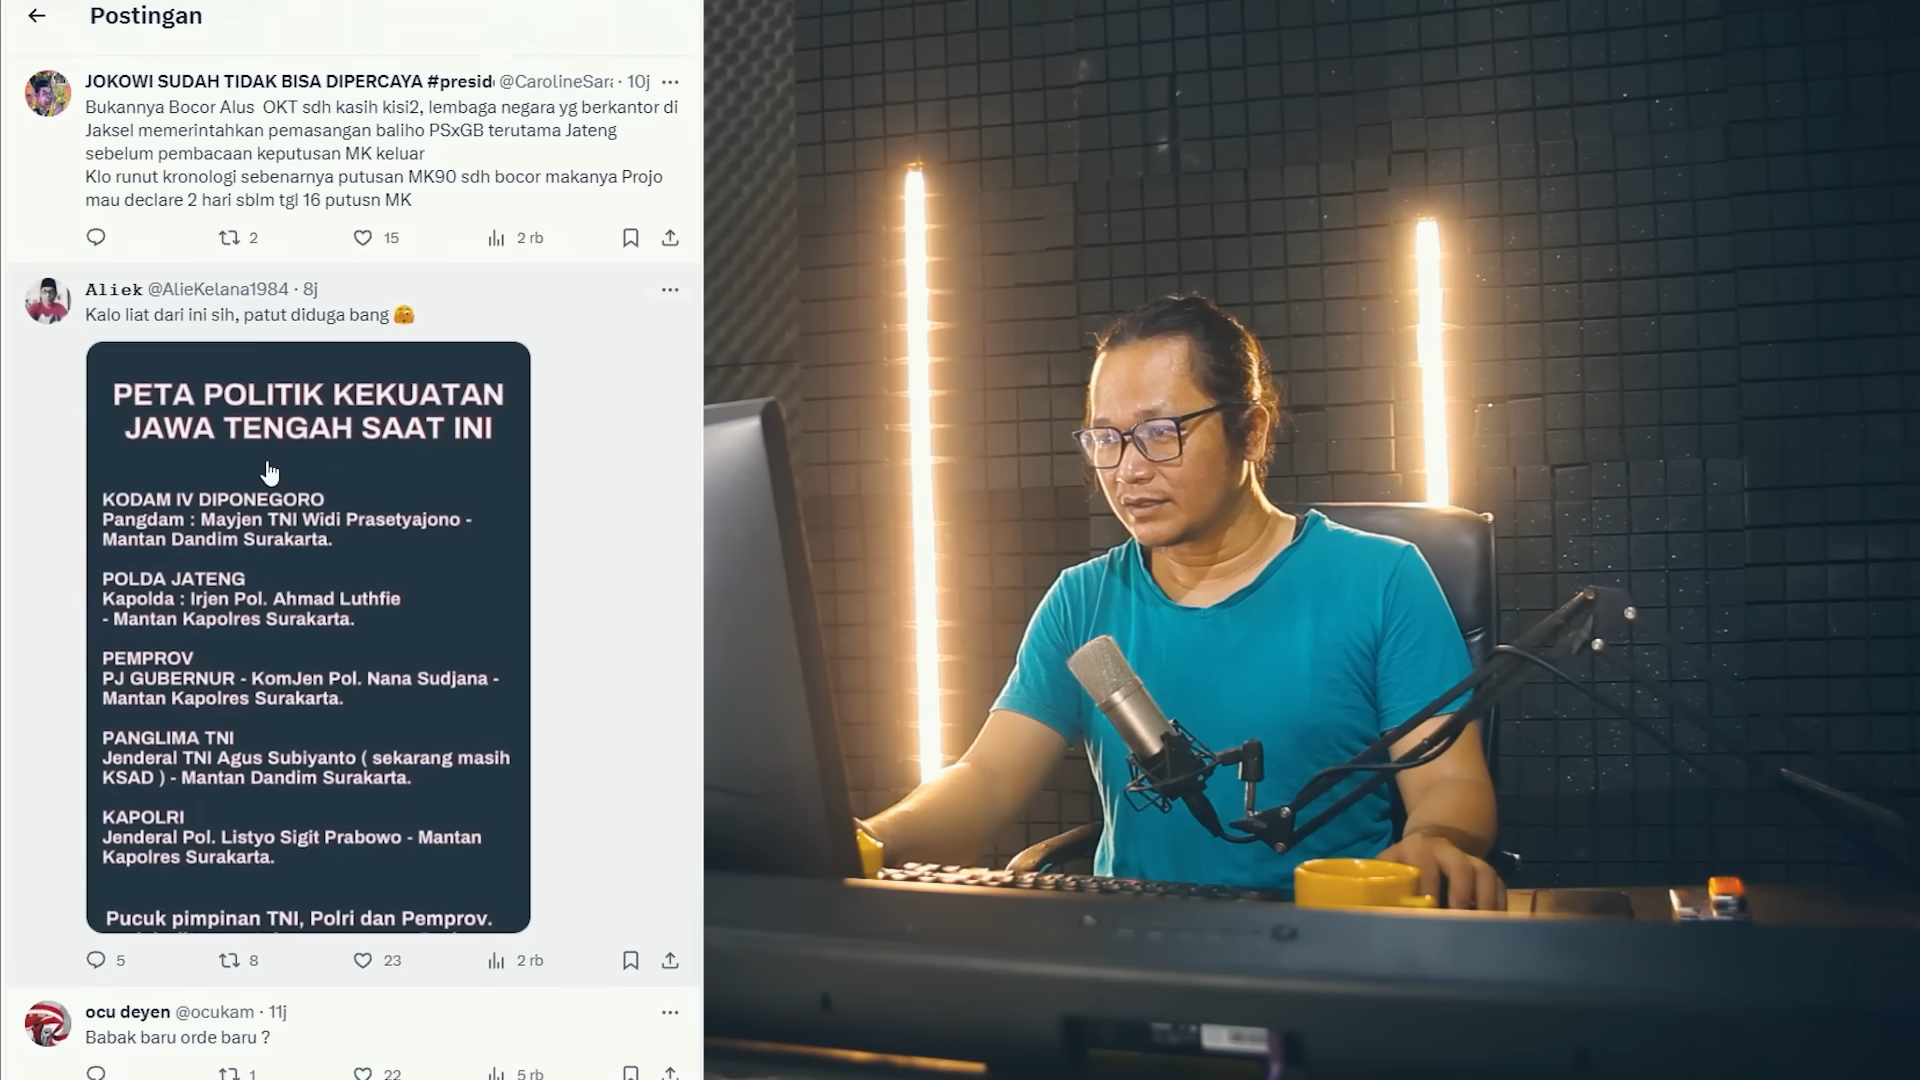 Postingan
JOKOWI SUDAH TIDAK BISA DIPERCAYA #presid @CarolineSar · 10j
Bukannya Bocor Alus OKT sdh kasih kisi2, lembaga negara yg berkantor di
Jaksel memerintahkan pemasangan baliho PSxGB terutama Jateng
sebelum pembacaan keputusan MK keluar
Klo runut kronologi sebenarnya putusan MK90 sdh bocor makanya Projo
mau declare 2 hari sblm tgl 16 putusn MK
2 15 2 rb
Aliek @AlieKelana1984 · 8j
Kalo liat dari ini sih, patut diduga bang
PETA POLITIK KEKUATAN
JAWA TENGAH SAAT INI
KODAM IV DIPONEGORO
Pangdam : Mayjen TNI Widi Prasetyajono -
Mantan Dandim Surakarta.
POLDA JATENG
Kapolda : Irjen Pol. Ahmad Luthfie
- Mantan Kapolres Surakarta.
PEMPROV
PJ GUBERNUR - KomJen Pol. Nana Sudjana -
Mantan Kapolres Surakarta.
PANGLIMA TNI
Jenderal TNI Agus Subiyanto ( sekarang masih
KSAD ) - Mantan Dandim Surakarta.
KAPOLRI
Jenderal Pol. Listyo Sigit Prabowo - Mantan
Kapolres Surakarta.
Pucuk pimpinan TNI, Polri dan Pemprov.
5 8 23 2 rb
ocu deyen @ocukam · 11j
Babak baru orde baru ?
1 22 5 rb